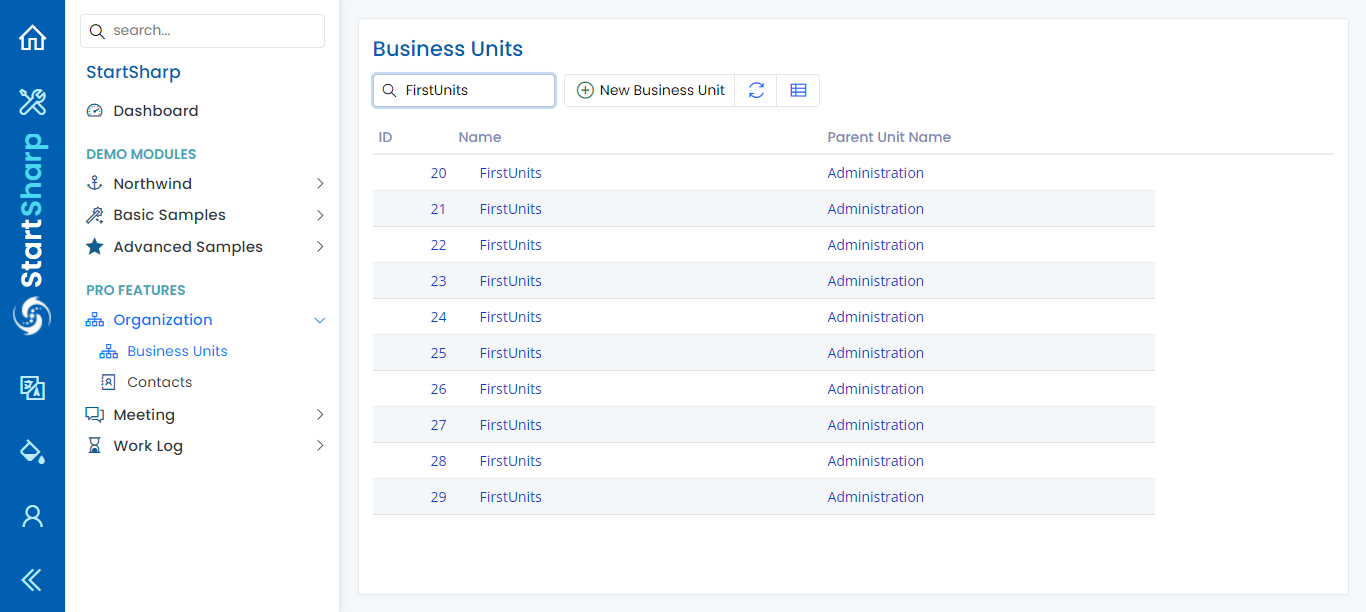 StartSharp
search...
StartSharp
Dashboard
DEMO MODULES
Northwind
Basic Samples
Advanced Samples
PRO FEATURES
Organization
Business Units
Contacts
Meeting
Work Log
Business Units
FirstUnits New Business Unit
ID Name Parent Unit Name
20 FirstUnits Administration
21 FirstUnits Administration
22 FirstUnits Administration
23 FirstUnits Administration
24 FirstUnits Administration
25 FirstUnits Administration
26 FirstUnits Administration
27 FirstUnits Administration
28 FirstUnits Administration
29 FirstUnits Administration